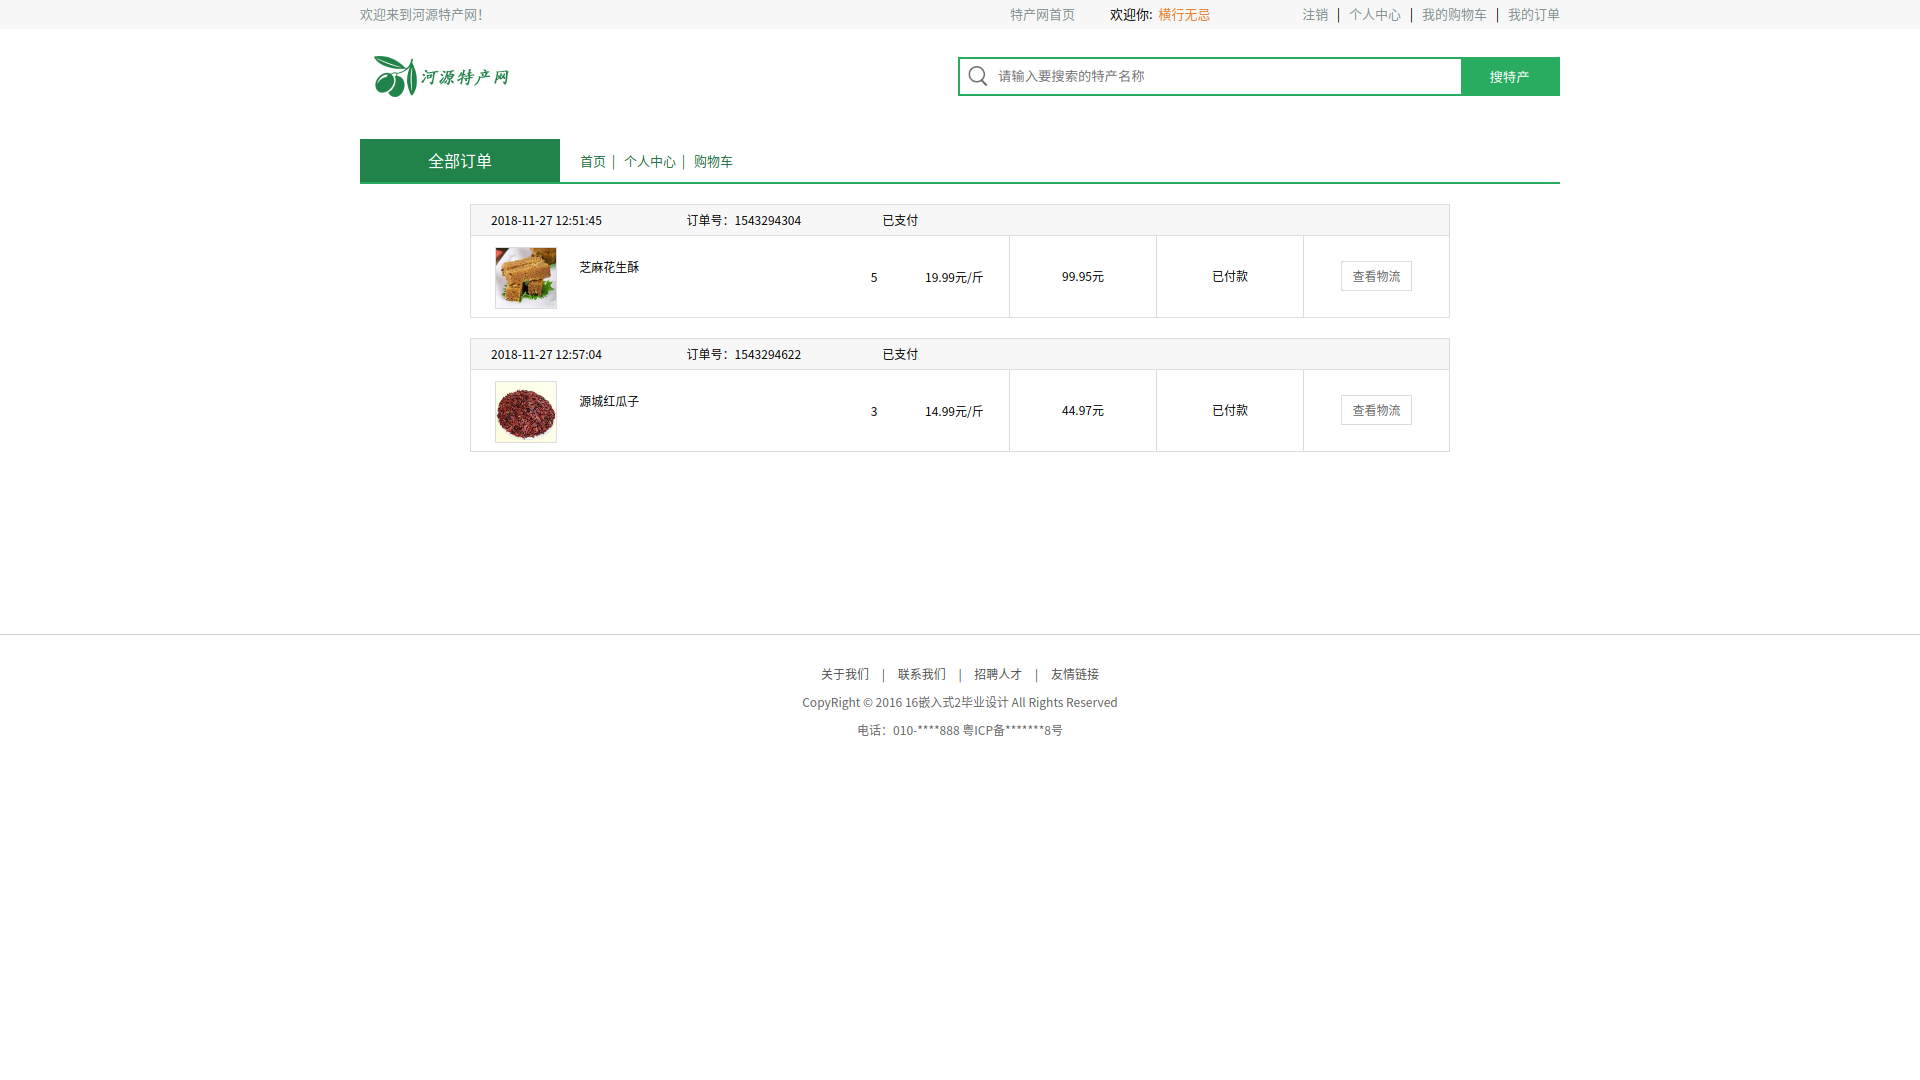 欢迎来到河源特产网！ 特产网首页 欢迎你: 横行无忌 注销 | 个人中心 | 我的购物车 | 我的订单
河源特产网 请输入要搜索的特产名称 搜特产
全部订单 首页 | 个人中心 | 购物车
2018-11-27 12:51:45 订单号：1543294304 已支付
芝麻花生酥 5 19.99元/斤 99.95元 已付款 查看物流
2018-11-27 12:57:04 订单号：1543294622 已支付
源城红瓜子 3 14.99元/斤 44.97元 已付款 查看物流
关于我们 | 联系我们 | 招聘人才 | 友情链接
CopyRight © 2016 16嵌入式2毕业设计 All Rights Reserved
电话：010-****888 粤ICP备*******8号